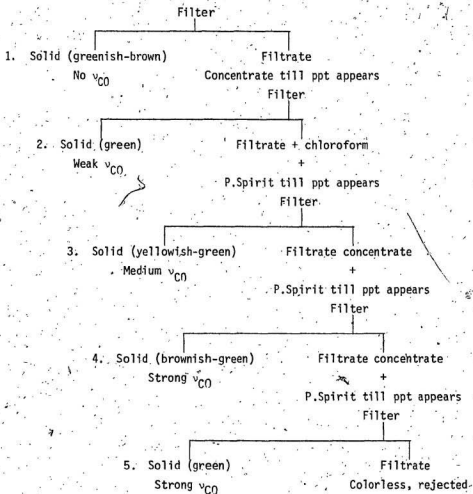 Filter
1. Solid (greenish-brown) Filtrate
No νCO Concentrate till ppt appears
Filter
2. Solid (green) Filtrate + chloroform
Weak νCO +
P.Spirit till ppt appears
Filter
3. Solid (yellowish-green) Filtrate concentrate
Medium νCO +
P.Spirit till ppt appears
Filter
4. Solid (brownish-green) Filtrate concentrate
Strong νCO +
P.Spirit till ppt appears
Filter
5. Solid (green) Filtrate
Strong νCO Colorless, rejected